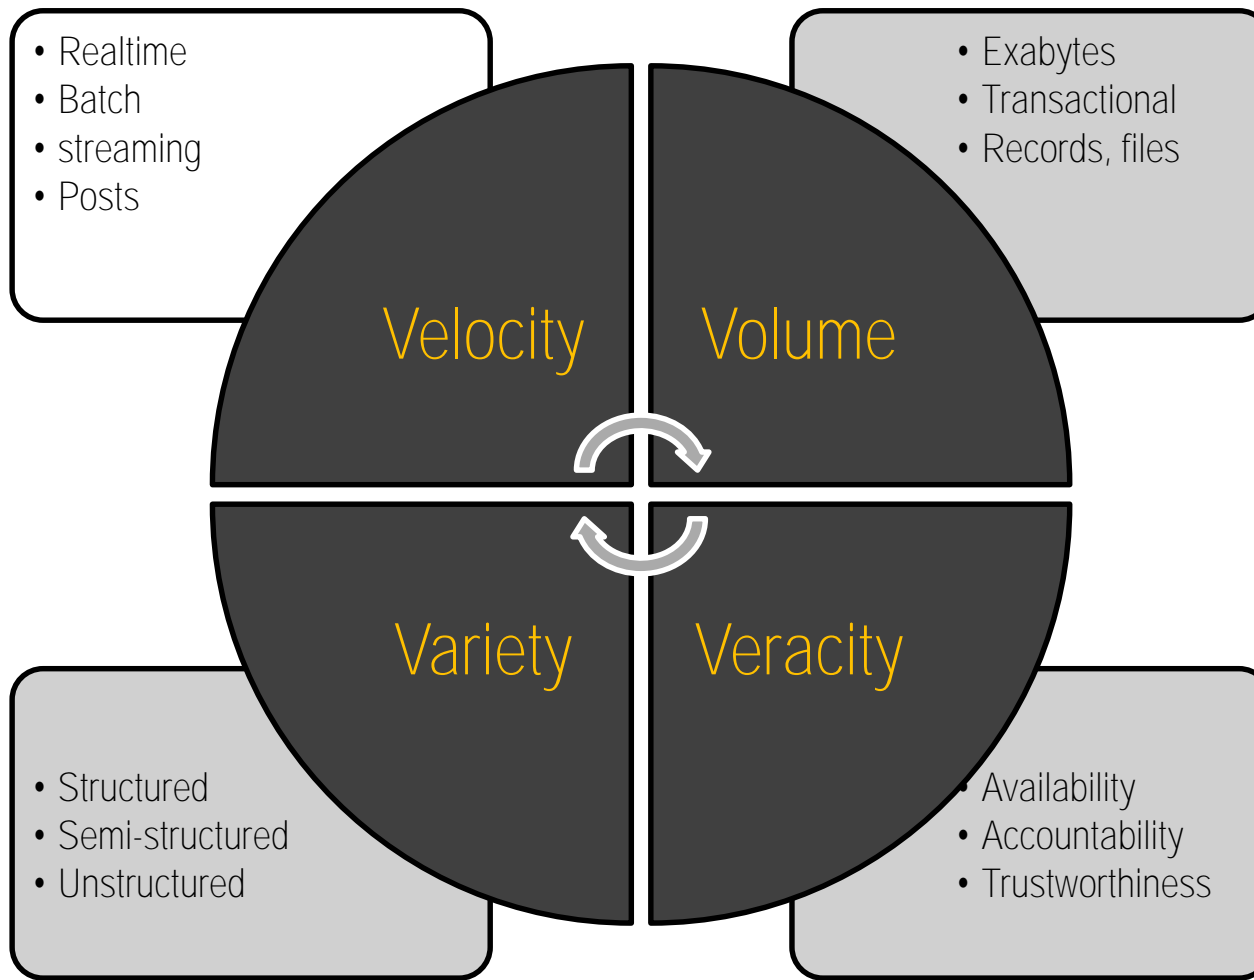 • Realtime
• Batch
• streaming
• Posts
• Exabytes
• Transactional
• Records, files
Velocity
Volume
Variety
Veracity
• Structured
• Semi-structured
• Unstructured
• Availability
• Accountability
• Trustworthiness